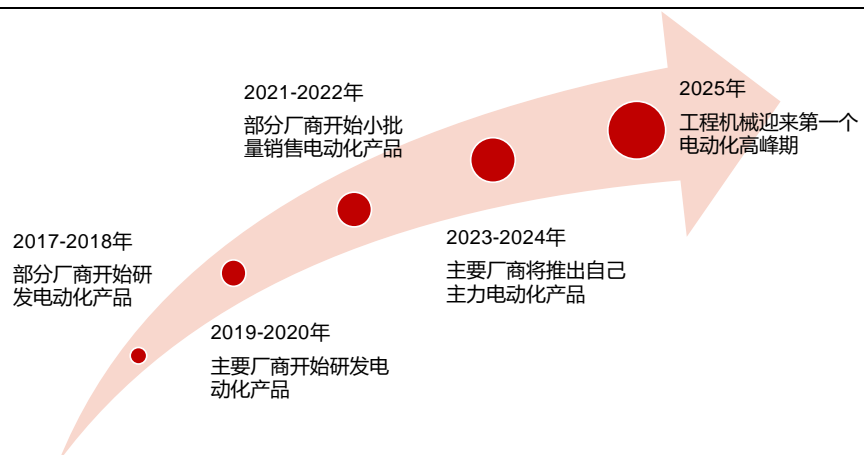 2017-2018年
部分厂商开始研
发电动化产品
2019-2020年
主要厂商开始研发电
动化产品
2021-2022年
部分厂商开始小批
量销售电动化产品
2023-2024年
主要厂商将推出自己
主力电动化产品
2025年
工程机械迎来第一个
电动化高峰期